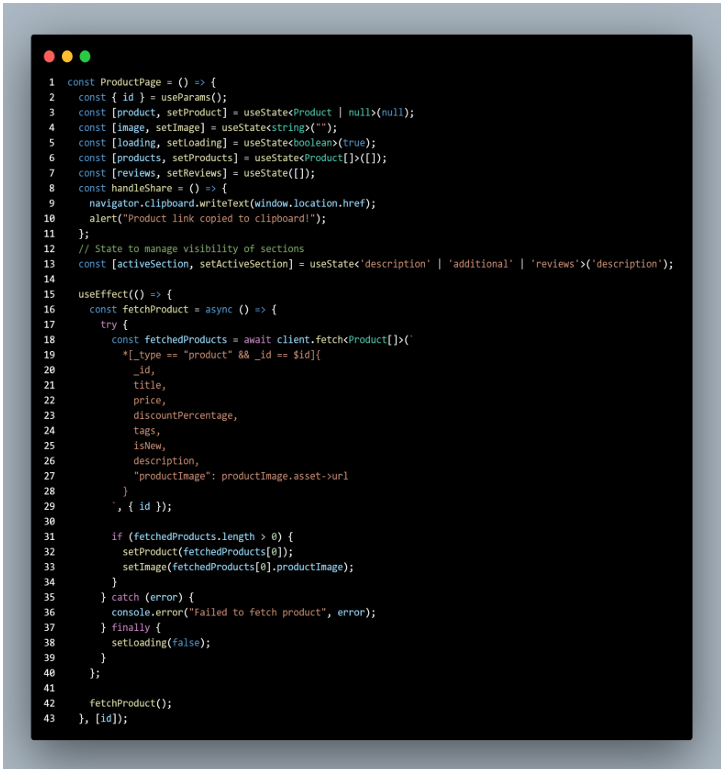 1 const ProductPage = () => {
2 const { id } = useParams();
3 const [product, setProduct] = useState<Product | null>(null);
4 const [image, setImage] = useState<string>("");
5 const [loading, setLoading] = useState<boolean>(true);
6 const [products, setProducts] = useState<Product[]>([]);
7 const [reviews, setReviews] = useState([]);
8 const handleShare = () => {
9 navigator.clipboard.writeText(window.location.href);
10 alert("Product link copied to clipboard!");
11 };
12 // State to manage visibility of sections
13 const [activeSection, setActiveSection] = useState<'description' | 'additional' | 'reviews'>('description');
14
15 useEffect(() => {
16 const fetchProduct = async () => {
17 try {
18 const fetchedProducts = await client.fetch<Product[]>(`
19 *[_type == "product" && _id == $id]{
20 _id,
21 title,
22 price,
23 discountPercentage,
24 tags,
25 isNew,
26 description,
27 "productImage": productImage.asset->url
28 }
29 `, { id });
30
31 if (fetchedProducts.length > 0) {
32 setProduct(fetchedProducts[0]);
33 setImage(fetchedProducts[0].productImage);
34 }
35 } catch (error) {
36 console.error("Failed to fetch product", error);
37 } finally {
38 setLoading(false);
39 }
40 };
41
42 fetchProduct();
43 }, [id]);